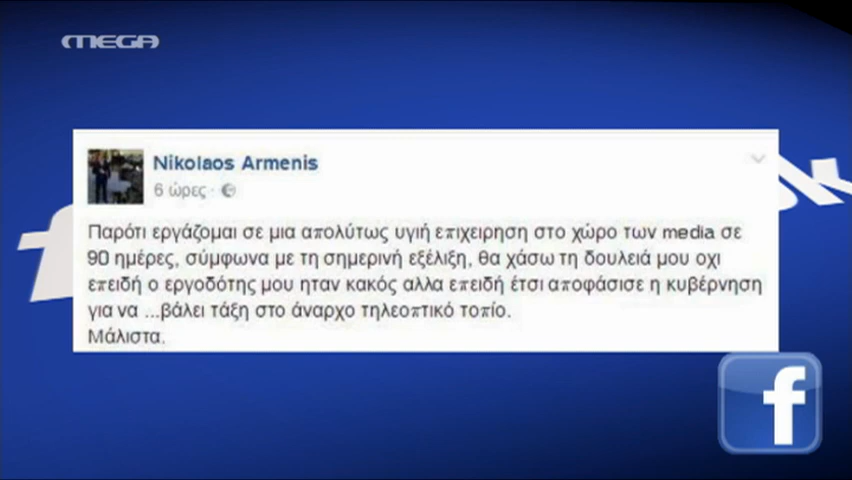 MEGA
Nikolaos Armenis
6 ώρες ·
Παρότι εργάζομαι σε μια απολύτως υγιή επιχειρηση στο χώρο των media σε
90 ημέρες, σύμφωνα με τη σημερινή εξέλιξη, θα χάσω τη δουλειά μου οχι
επειδή ο εργοδότης μου ηταν κακός αλλα επειδή έτσι αποφάσισε η κυβέρνηση
για να ...βάλει τάξη στο άναρχο τηλεοπτικό τοπίο.
Μάλιστα.
f